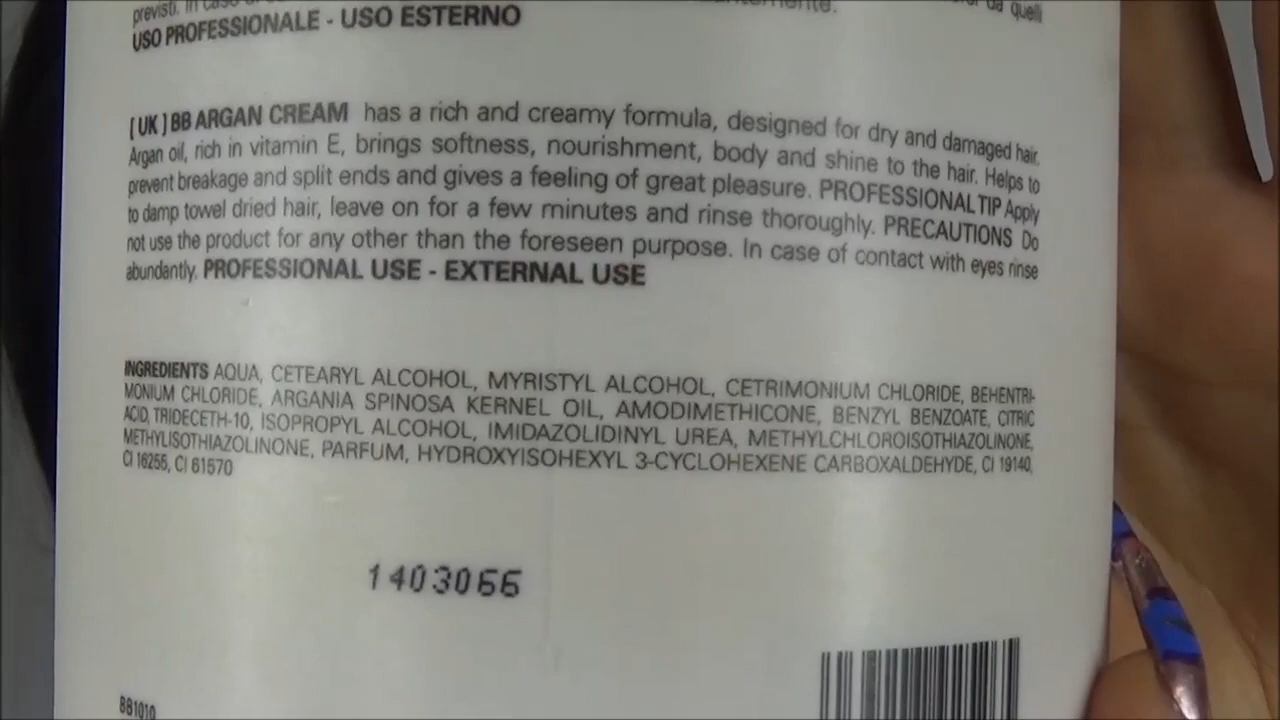 previsti. In caso
da quelli
USO PROFESSIONALE - USO ESTERNO
[ UK ] BB ARGAN CREAM has a rich and creamy formula, designed for dry and damaged hair.
Argan oil, rich in vitamin E, brings softness, nourishment, body and shine to the hair. Helps to
prevent breakage and split ends and gives a feeling of great pleasure. PROFESSIONAL TIP Apply
to damp towel dried hair, leave on for a few minutes and rinse thoroughly. PRECAUTIONS Do
not use the product for any other than the foreseen purpose. In case of contact with eyes rinse
abundantly. PROFESSIONAL USE - EXTERNAL USE
INGREDIENTS AQUA, CETEARYL ALCOHOL, MYRISTYL ALCOHOL, CETRIMONIUM CHLORIDE, BEHENTRI-
MONIUM CHLORIDE, ARGANIA SPINOSA KERNEL OIL, AMODIMETHICONE, BENZYL BENZOATE, CITRIC
ACID, TRIDECETH-10, ISOPROPYL ALCOHOL, IMIDAZOLIDINYL UREA, METHYLCHLOROISOTHIAZOLINONE,
METHYLISOTHIAZOLINONE, PARFUM, HYDROXYISOHEXYL 3-CYCLOHEXENE CARBOXALDEHYDE, CI 19140,
CI 16255, CI 61570
1403066
BB1010